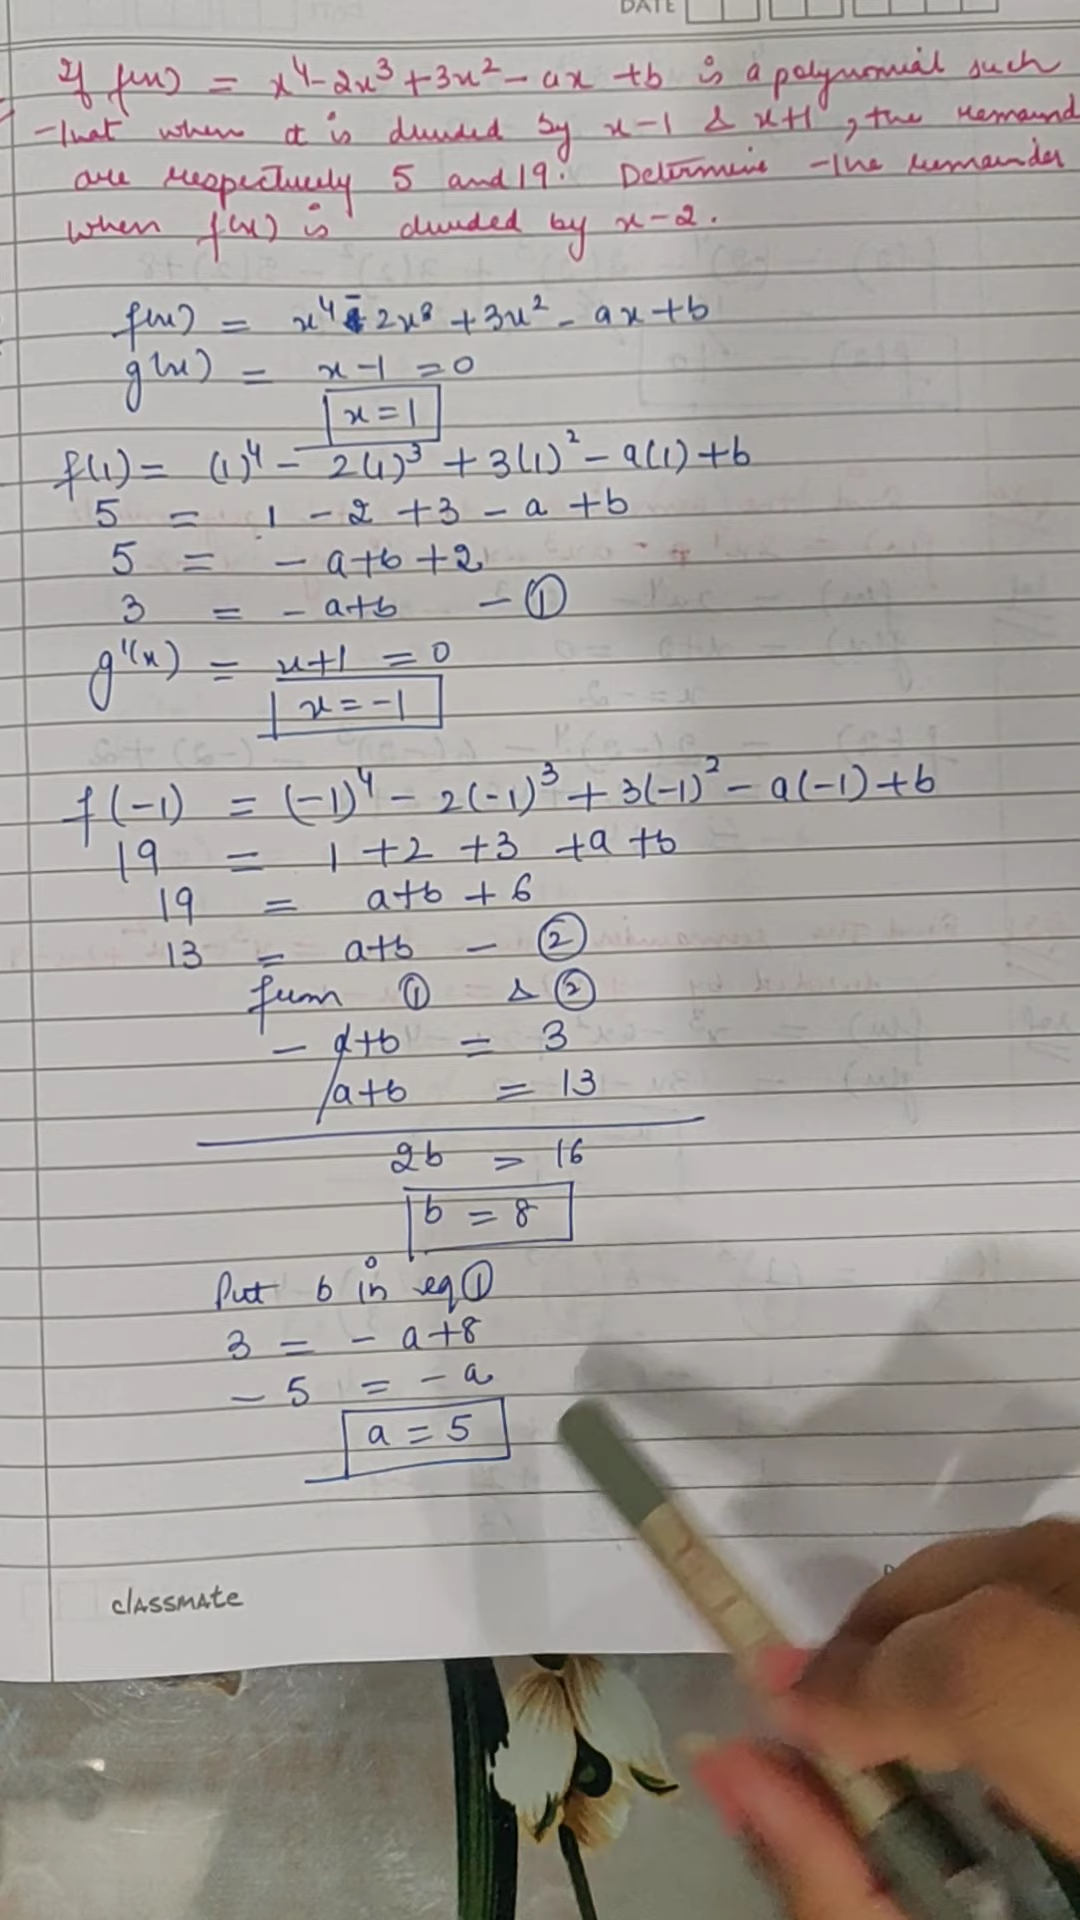 DATE
If f(x) = x⁴-2x³+3x² - ax +b is a polynomial such
that when it is divided by x-1 & x+1, the remaind
are respectively 5 and 19. Determine the remainder
when f(x) is divided by x-2.
f(x) = x⁴ - 2x³ + 3x² - ax+b
g(x) = x-1 = 0
x = 1
f(1) = (1)⁴ - 2(1)³ + 3(1)² - a(1) + b
5 = 1 - 2 + 3 - a + b
5 = - a+b +2
3 = - a+b - ①
g'(x) = x+1 = 0
x = -1
f(-1) = (-1)⁴ - 2(-1)³ + 3(-1)² - a(-1) + b
19 = 1 + 2 + 3 + a + b
19 = a+b + 6
13 = a+b - ②
from ① & ②
- a+b = 3
a+b = 13
2b = 16
b = 8
Put b in eq ①
3 = - a+8
- 5 = - a
a = 5
classmate